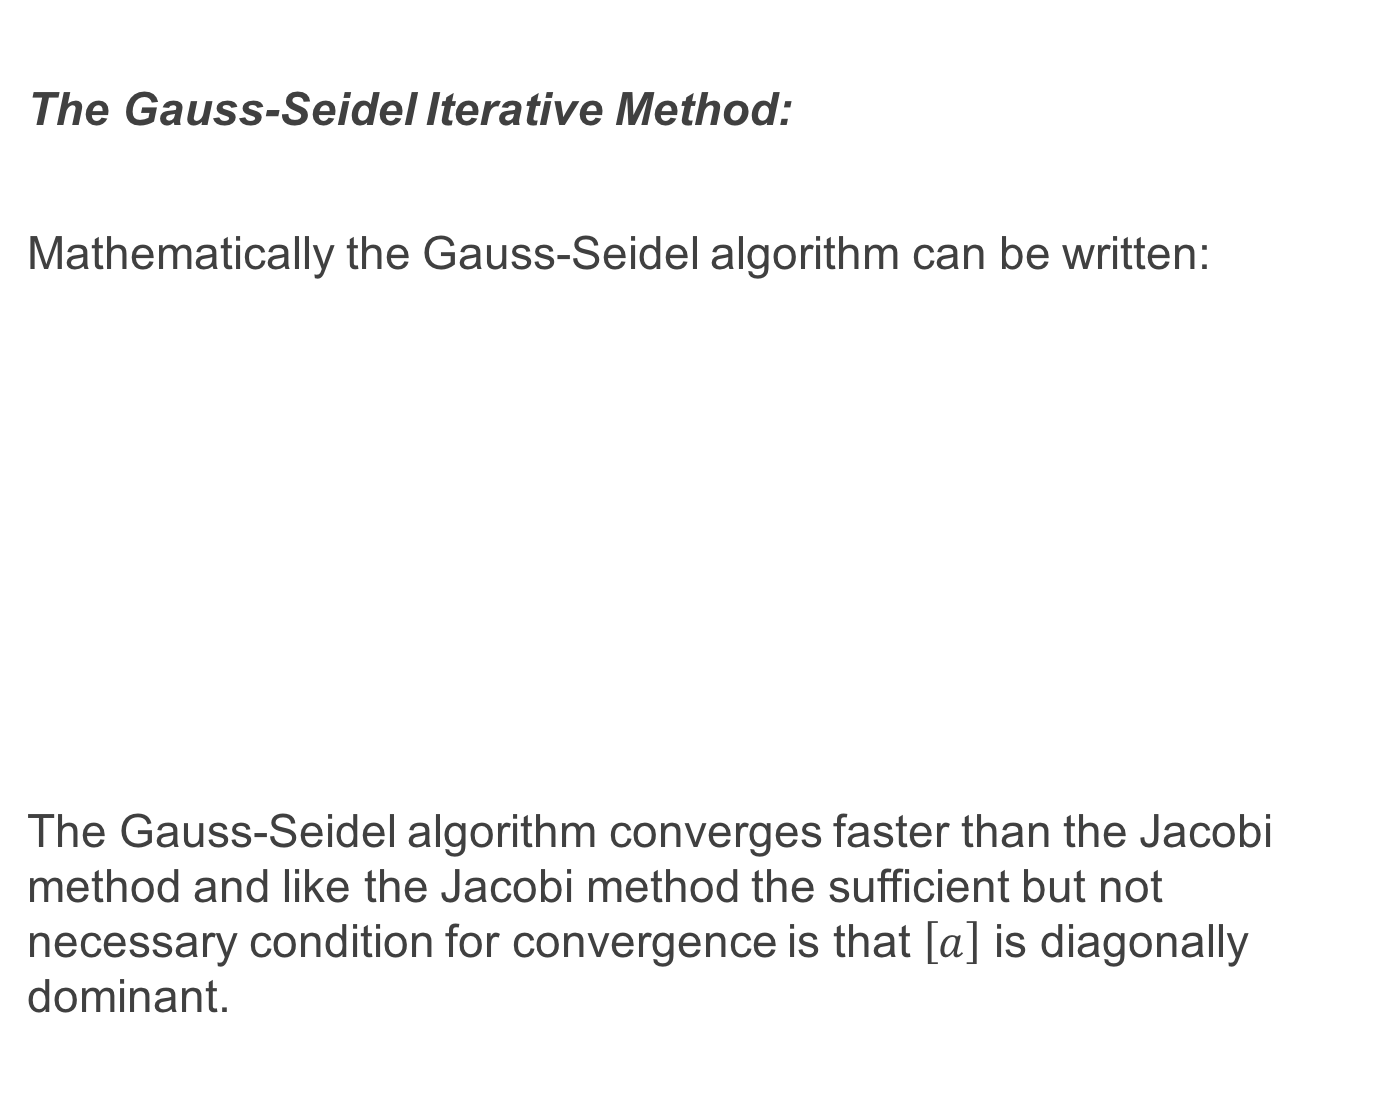 The Gauss-Seidel Iterative Method:
Mathematically the Gauss-Seidel algorithm can be written:
The Gauss-Seidel algorithm converges faster than the Jacobi
method and like the Jacobi method the sufficient but not
necessary condition for convergence is that [a] is diagonally
dominant.